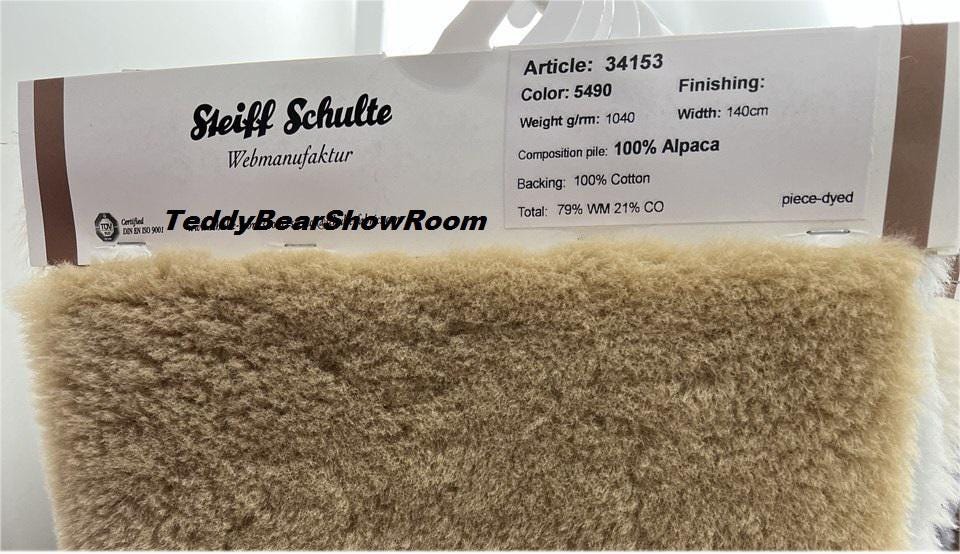 Steiff Schulte
Webmanufaktur
Certified
DIN EN ISO 9001
TÜV
TeddyBearShowRoom
Article: 34153
Color: 5490
Finishing:
Weight g/rm: 1040
Width: 140cm
Composition pile: 100% Alpaca
Backing: 100% Cotton
Total: 79% WM 21% CO
piece-dyed